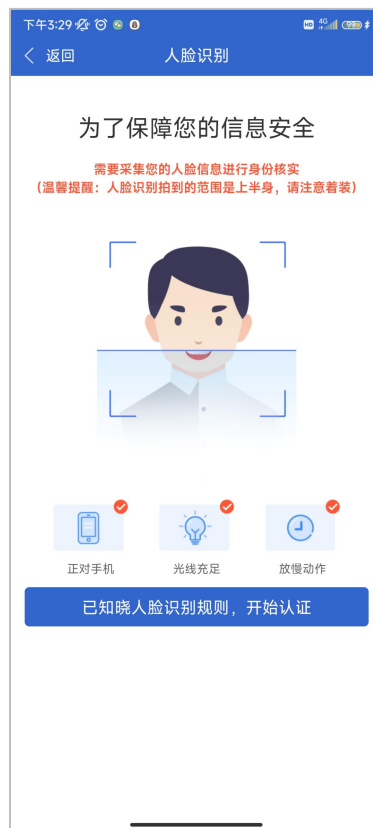 下午3:29
HD 4G 99
返回 人脸识别
为了保障您的信息安全
需要采集您的人脸信息进行身份核实
(温馨提醒：人脸识别拍到的范围是上半身，请注意着装)
正对手机 光线充足 放慢动作
已知晓人脸识别规则，开始认证